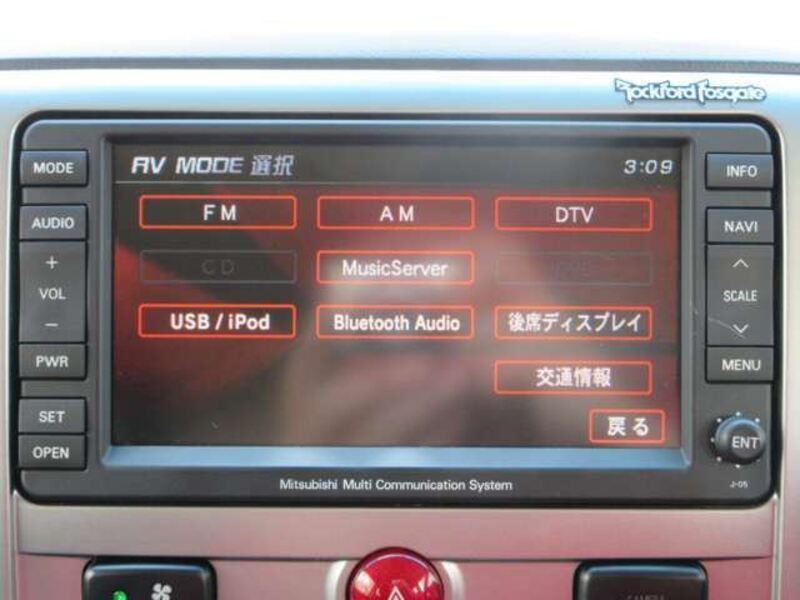 Rockford Fosgate
MODE
AV MODE 選択
3:09
INFO
AUDIO
FM
AM
DTV
NAVI
+
VOL
−
CD
MusicServer
SCALE
USB / iPod
Bluetooth Audio
後席ディスプレイ
PWR
交通情報
MENU
SET
戻る
OPEN
ENT
Mitsubishi Multi Communication System
J-05